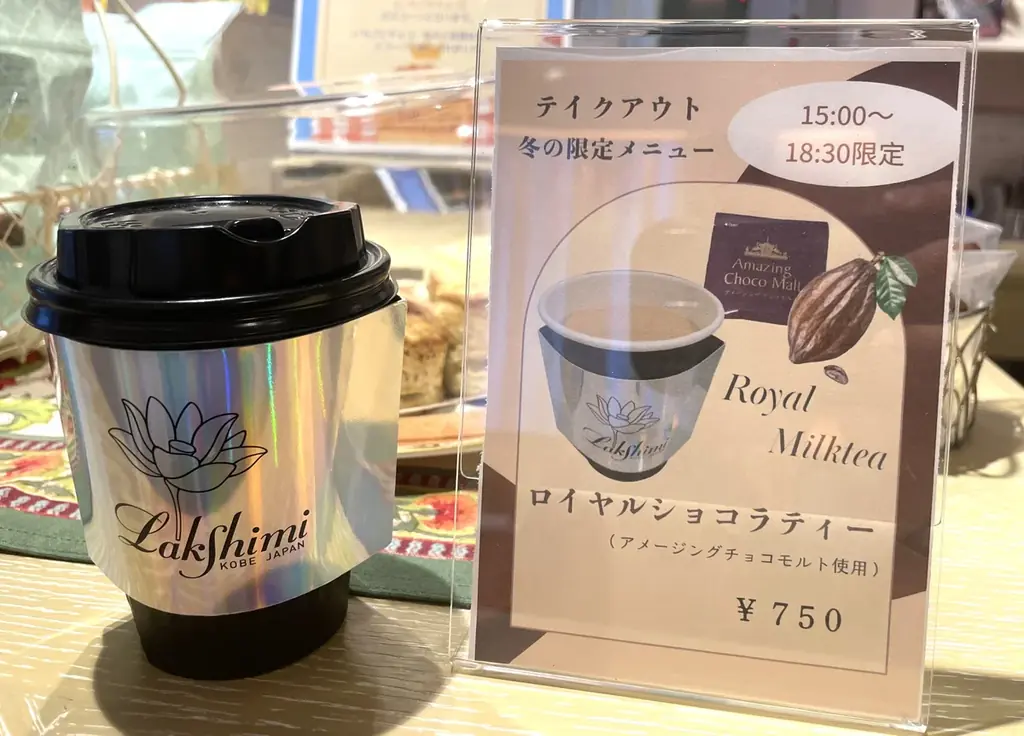 Lakshimi
KOBE JAPAN
テイクアウト
冬の限定メニュー
15:00〜
18:30限定
Amazing
Choco Malt
Lakshimi
Royal
Milktea
ロイヤルショコラティー
（アメージングチョコモルト使用）
¥750